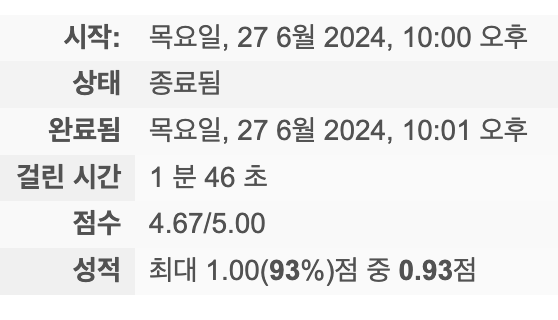 시작: 목요일, 27 6월 2024, 10:00 오후
상태 종료됨
완료됨 목요일, 27 6월 2024, 10:01 오후
걸린 시간 1 분 46 초
점수 4.67/5.00
성적 최대 1.00(93%)점 중 0.93점